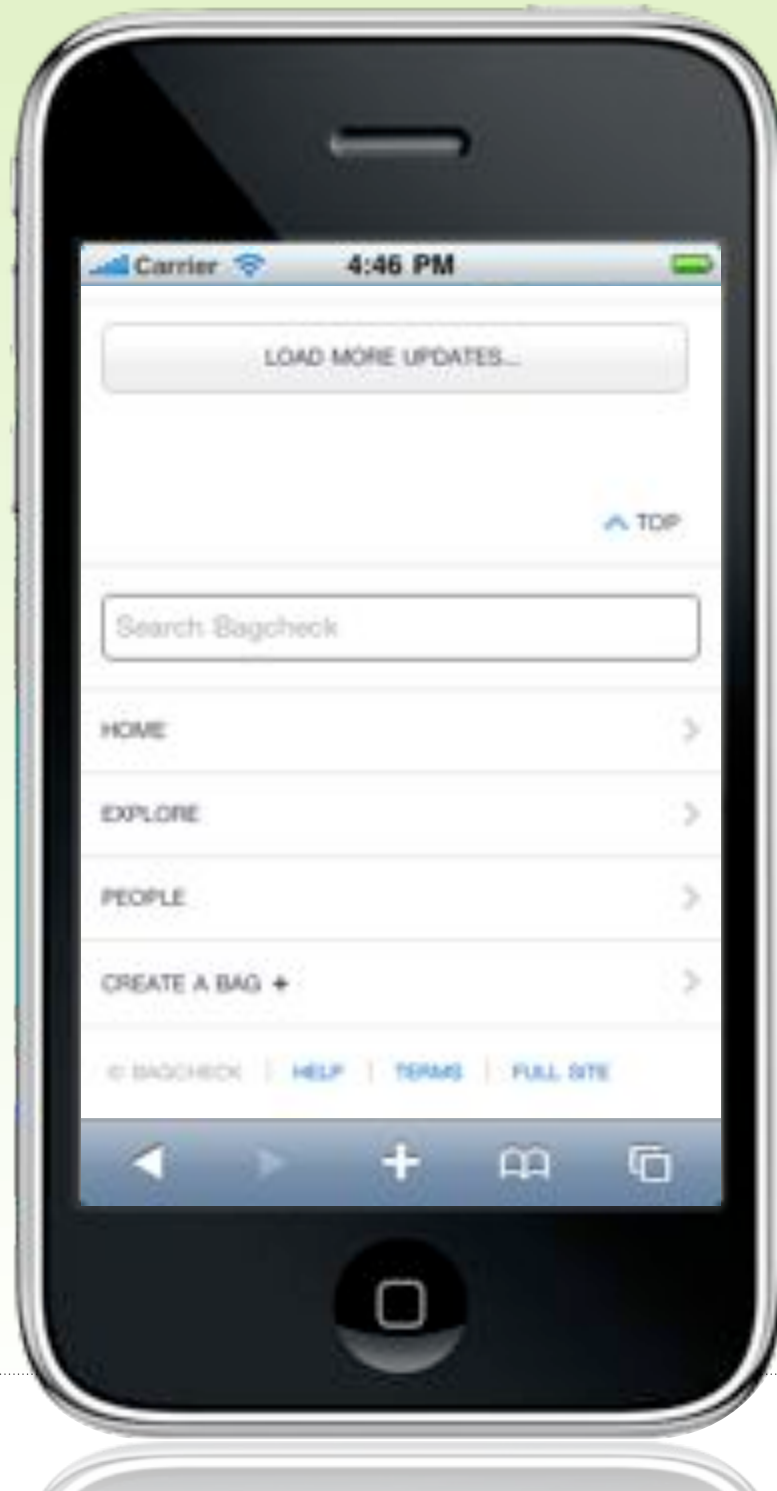 Carrier 4:46 PM
LOAD MORE UPDATES...
TOP
Search Bagcheck
HOME
EXPLORE
PEOPLE
CREATE A BAG +
© BAGCHECK | HELP | TERMS | FULL SITE